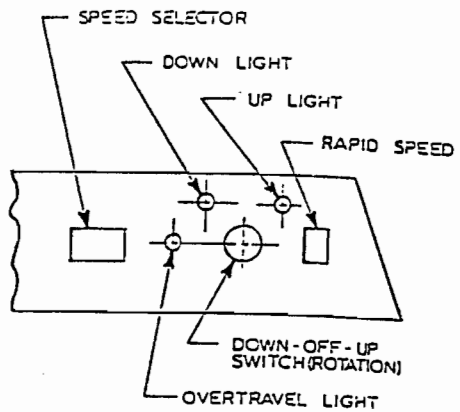 SPEED SELECTOR
DOWN LIGHT
UP LIGHT
RAPID SPEED
DOWN-OFF-UP
SWITCH(ROTATION)
OVERTRAVEL LIGHT